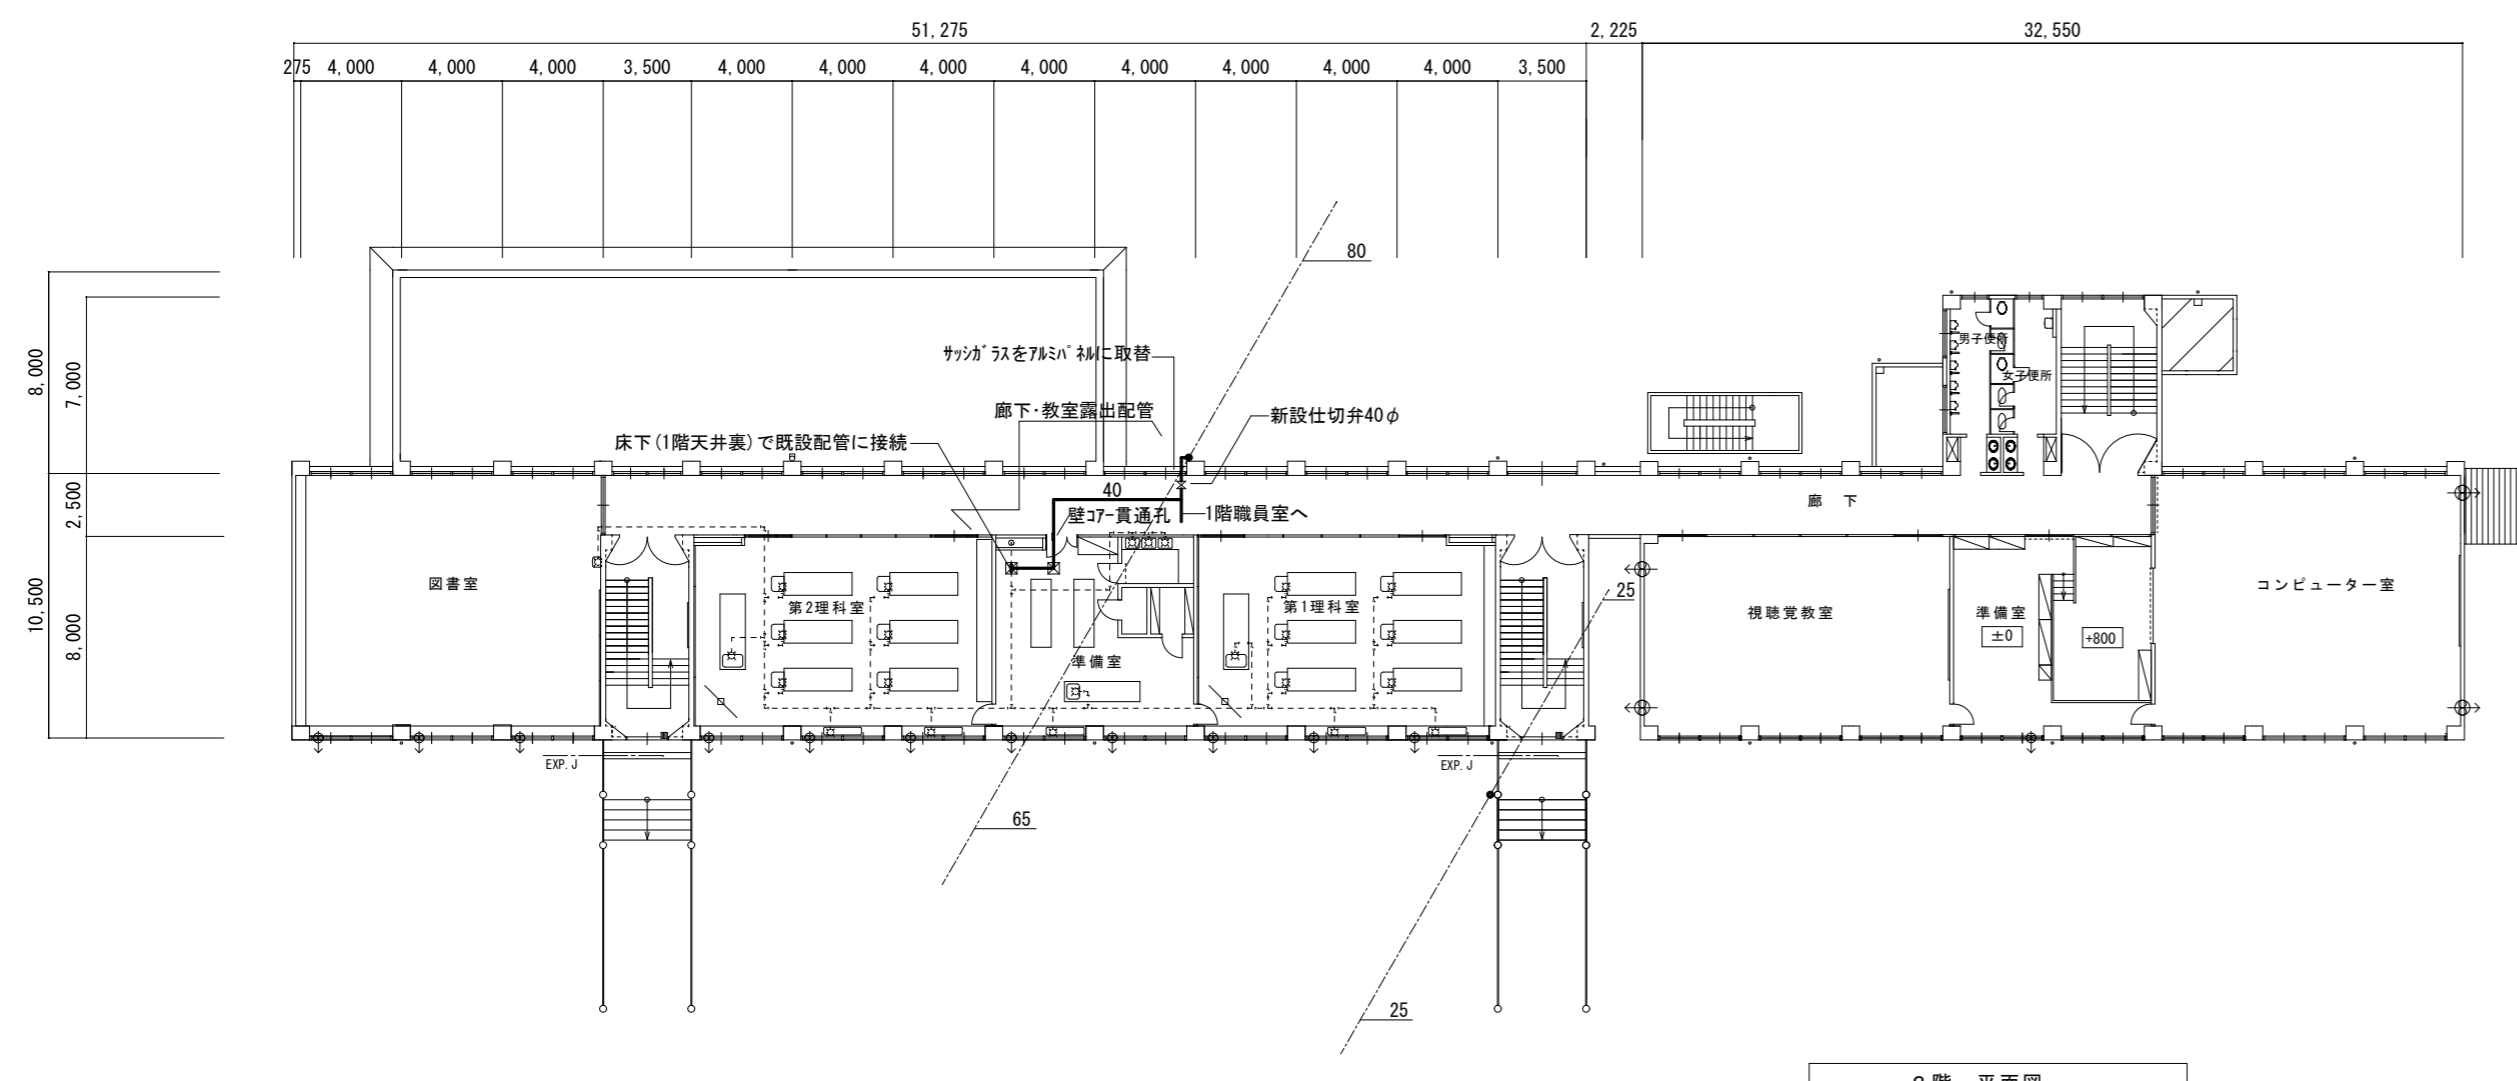 51,275
2,225
32,550
275
4,000
4,000
4,000
3,500
4,000
4,000
4,000
4,000
4,000
4,000
4,000
4,000
3,500
80
8,000
7,000
サッシガラスをアルミパネルに取替
廊下・教室露出配管
新設仕切弁40φ
床下(1階天井裏)で既設配管に接続
男子便所
女子便所
40
壁コアー貫通孔
1階職員室へ
廊 下
2,500
10,500
8,000
図書室
第2理科室
準備室
第1理科室
25
視聴覚教室
準備室
±0
+800
コンピューター室
EXP.J
EXP.J
65
25